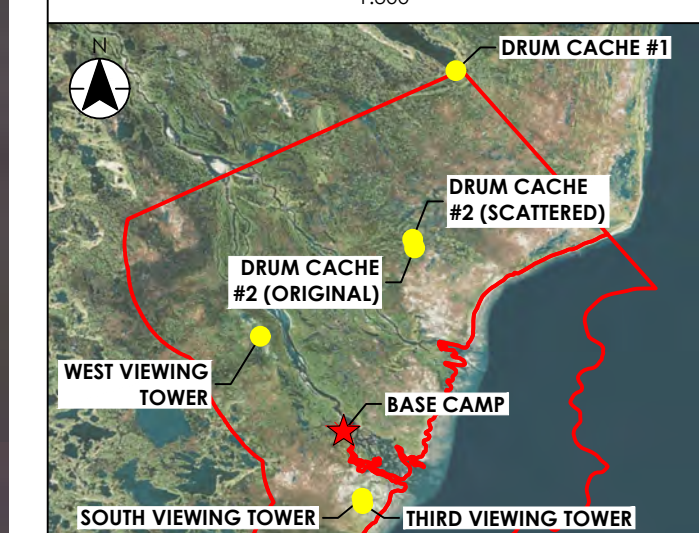 N
DRUM CACHE #1
DRUM CACHE
#2 (SCATTERED)
DRUM CACHE
#2 (ORIGINAL)
WEST VIEWING
TOWER
BASE CAMP
SOUTH VIEWING TOWER
THIRD VIEWING TOWER